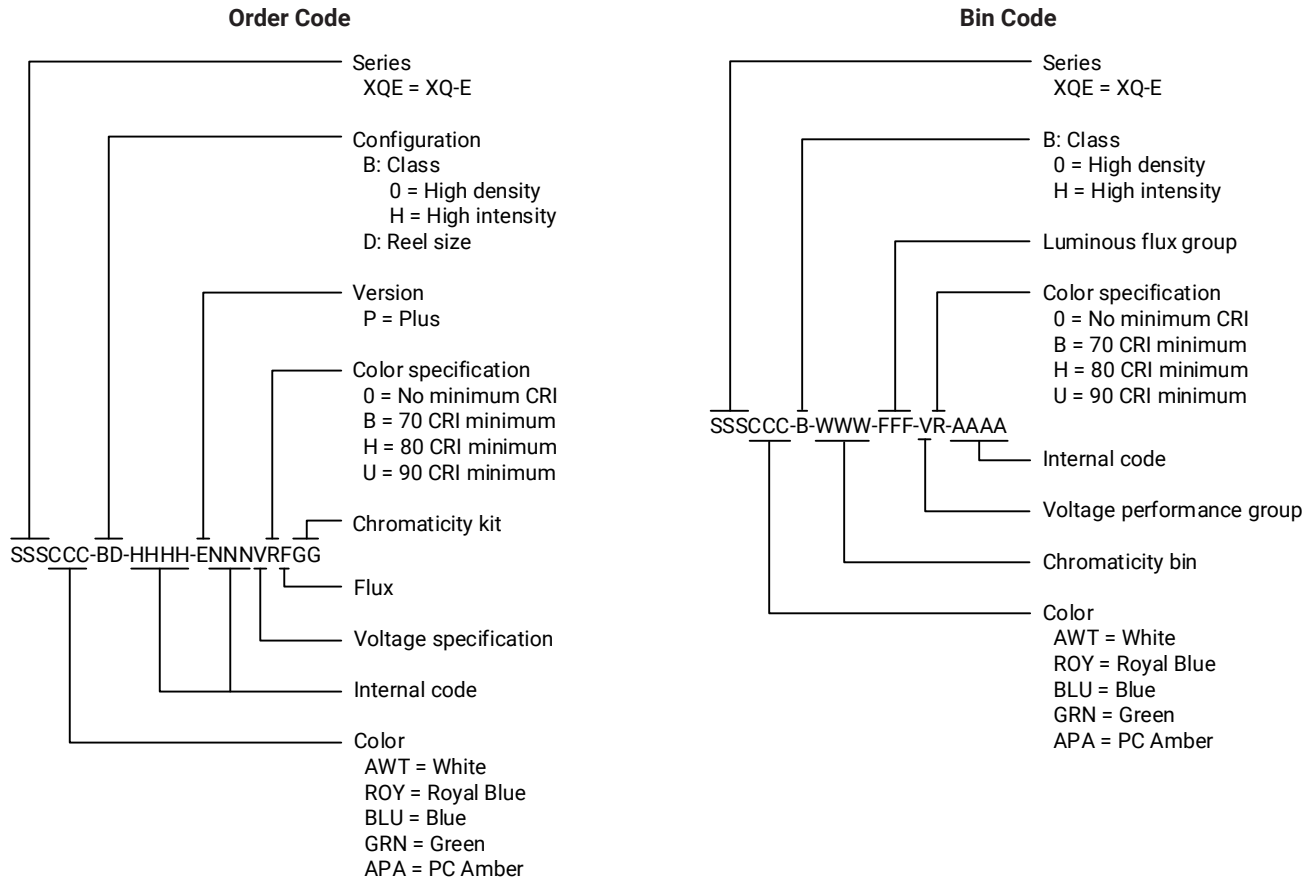 Order Code
Series
XQE = XQ-E
Configuration
B: Class
0 = High density
H = High intensity
D: Reel size
Version
P = Plus
Color specification
0 = No minimum CRI
B = 70 CRI minimum
H = 80 CRI minimum
U = 90 CRI minimum
Chromaticity kit
SSSCCC-BD-HHHH-ENNNVRFGG
Flux
Voltage specification
Internal code
Color
AWT = White
ROY = Royal Blue
BLU = Blue
GRN = Green
APA = PC Amber
Bin Code
Series
XQE = XQ-E
B: Class
0 = High density
H = High intensity
Luminous flux group
Color specification
0 = No minimum CRI
B = 70 CRI minimum
H = 80 CRI minimum
U = 90 CRI minimum
SSSCCC-B-WWW-FFF-VR-AAAA
Internal code
Voltage performance group
Chromaticity bin
Color
AWT = White
ROY = Royal Blue
BLU = Blue
GRN = Green
APA = PC Amber